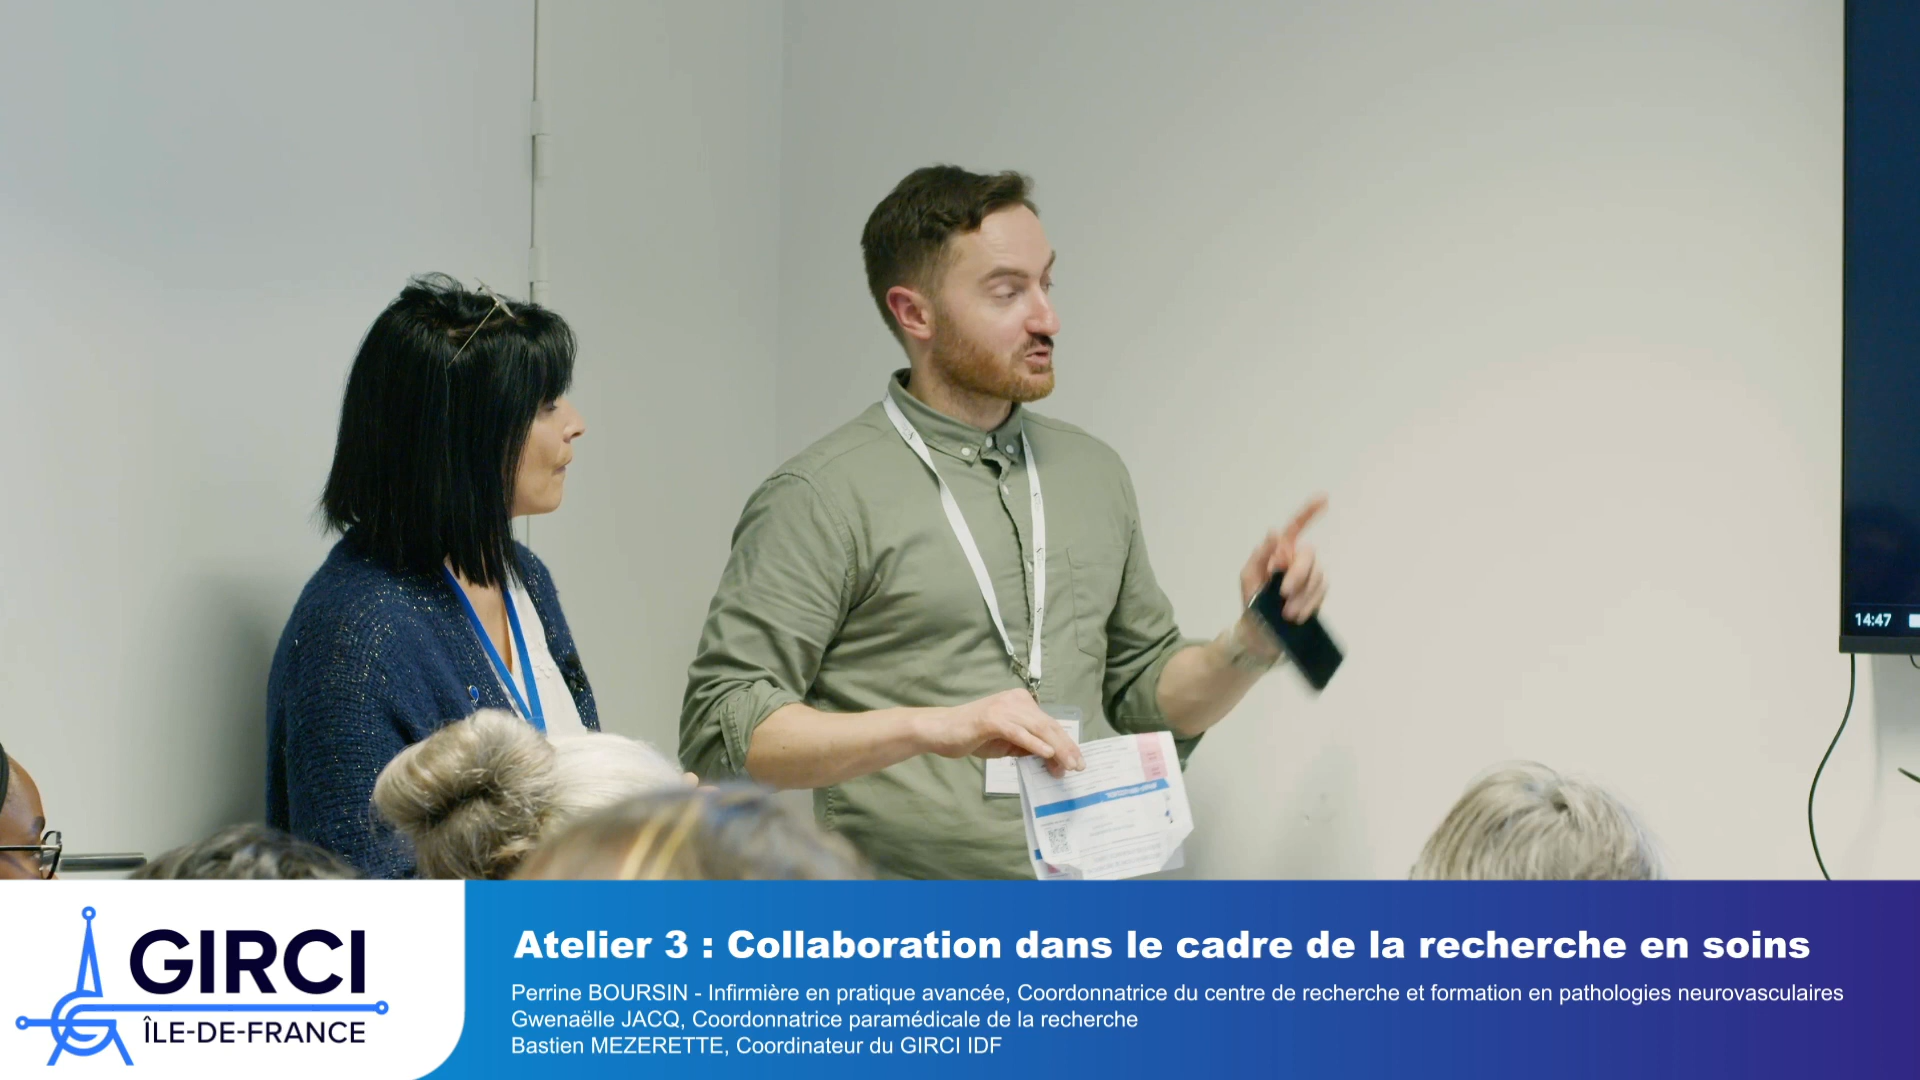 14:47
GIRCI
ÎLE-DE-FRANCE
Atelier 3 : Collaboration dans le cadre de la recherche en soins
Perrine BOURSIN - Infirmière en pratique avancée, Coordonnatrice du centre de recherche et formation en pathologies neurovasculaires
Gwenaëlle JACQ, Coordonnatrice paramédicale de la recherche
Bastien MEZERETTE, Coordinateur du GIRCI IDF